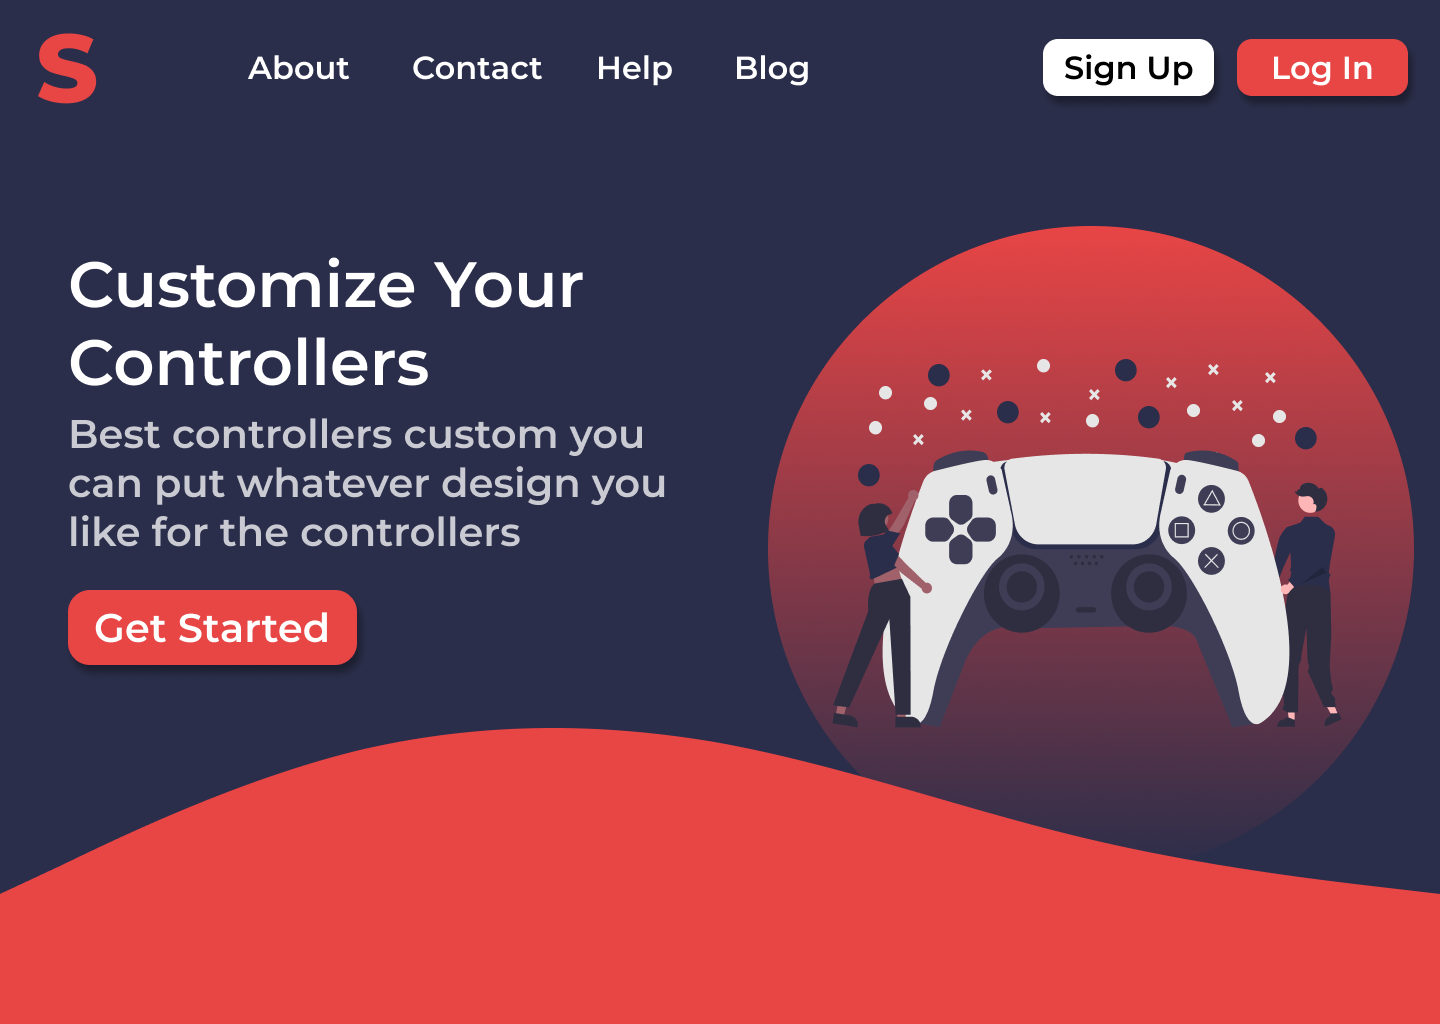 S
About Contact Help Blog Sign Up Log In
Customize Your
Controllers
Best controllers custom you
can put whatever design you
like for the controllers
Get Started